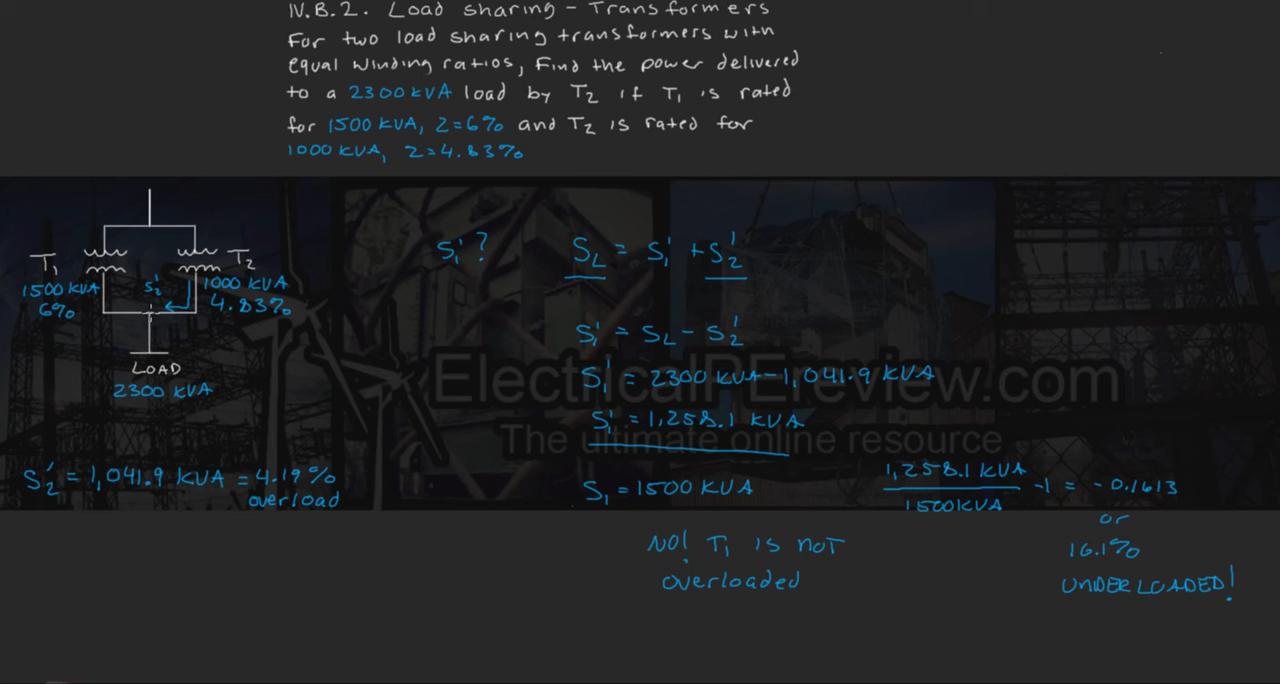 IV.B.2. Load sharing - Transformers
For two load sharing transformers with
equal winding ratios, Find the power delivered
to a 2300 KVA load by T2 if T1 is rated
for 1500 KVA, Z=6% and T2 is rated for
1000 KVA, Z=4.83%
S1'? SL = S1' + S2'
T1 T2
1500 KVA S2' 1000 KVA
6% 4.83%
S1' = SL - S2'
LOAD
2300 KVA
S1' = 2300 KVA - 1,041.9 KVA
ElectricalPEreview.com
S1' = 1,258.1 KVA
The ultimate online resource
S2' = 1,041.9 KVA = 4.19%
overload
S1 = 1500 KVA
1,258.1 KVA
1500 KVA
-1 = -0.1613
or
16.1%
UNDERLOADED!
NO! T1 is NOT
overloaded